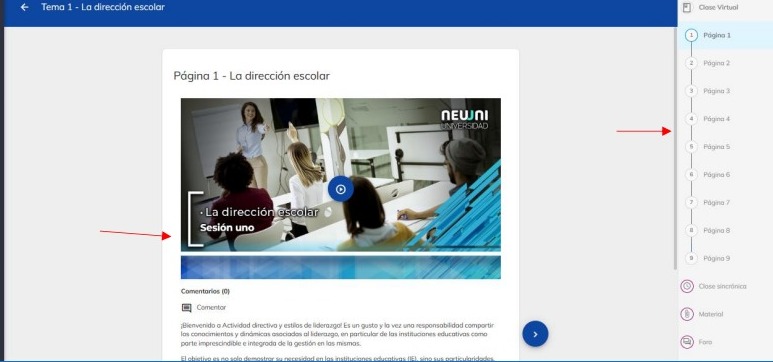 Tema 1 - La dirección escolar
Página 1 - La dirección escolar
NEUUNI
UNIVERSIDAD
· La dirección escolar
Sesión uno
Comentarios (0)
Comentar
¡Bienvenido a Actividad directiva y estilos de liderazgo! Es un gusto y la vez una responsabilidad compartir
los conocimientos y dinámicas asociados al liderazgo, en particular de las instituciones educativas como
parte imprescindible e integrada de la gestión en las mismas.
El objetivo es no solo demostrar su necesidad en las instituciones educativas (IE), sino sus particularidades,
Clase Virtual
1 Página 1
2 Página 2
3 Página 3
4 Página 4
5 Página 5
6 Página 6
7 Página 7
8 Página 8
9 Página 9
Clase sincrónica
Material
Foro